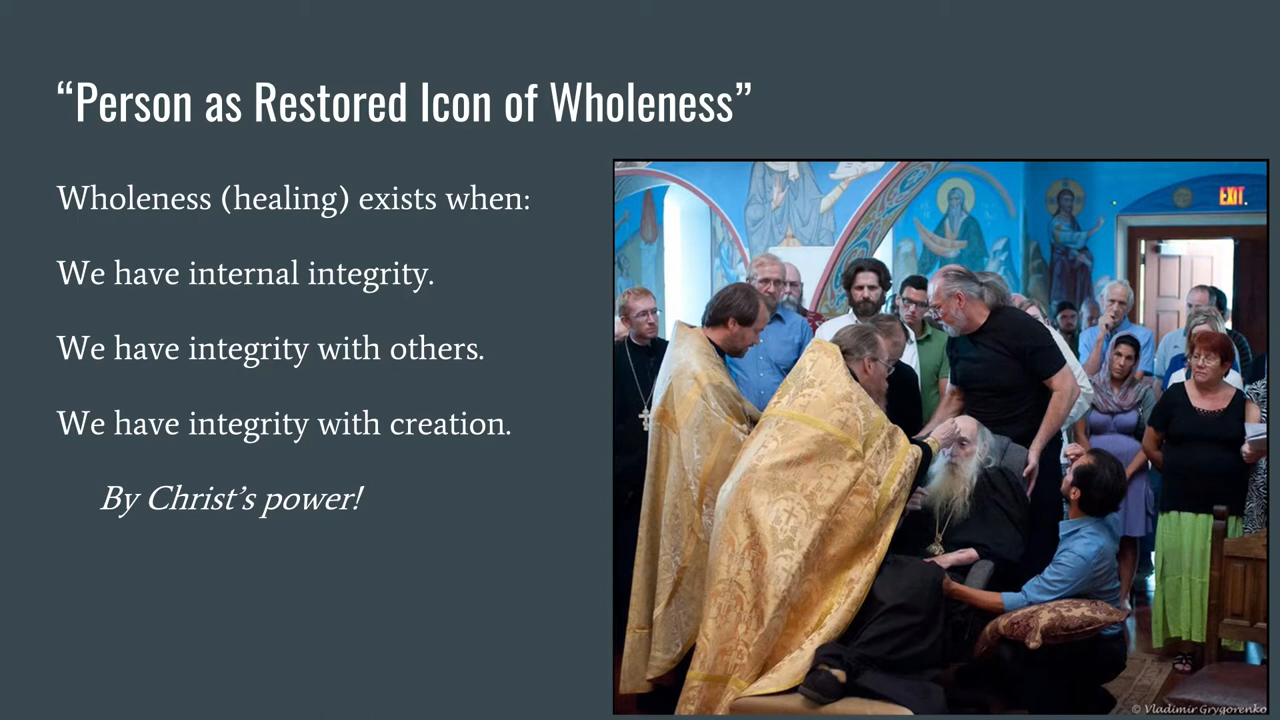 “Person as Restored Icon of Wholeness”
Wholeness (healing) exists when:
We have internal integrity.
We have integrity with others.
We have integrity with creation.
By Christ’s power!
EXIT.
© Vladimir Grygorenko